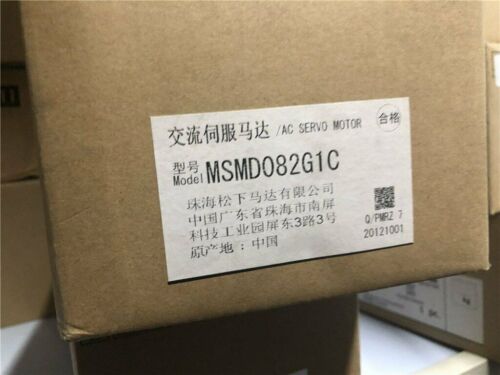 交流伺服马达 /AC SERVO MOTOR 合格
型号
Model MSMD082G1C
珠海松下马达有限公司
中国广东省珠海市南屏
科技工业园屏东3路3号
原产地：中国
Q/PMRZ 7
20121001